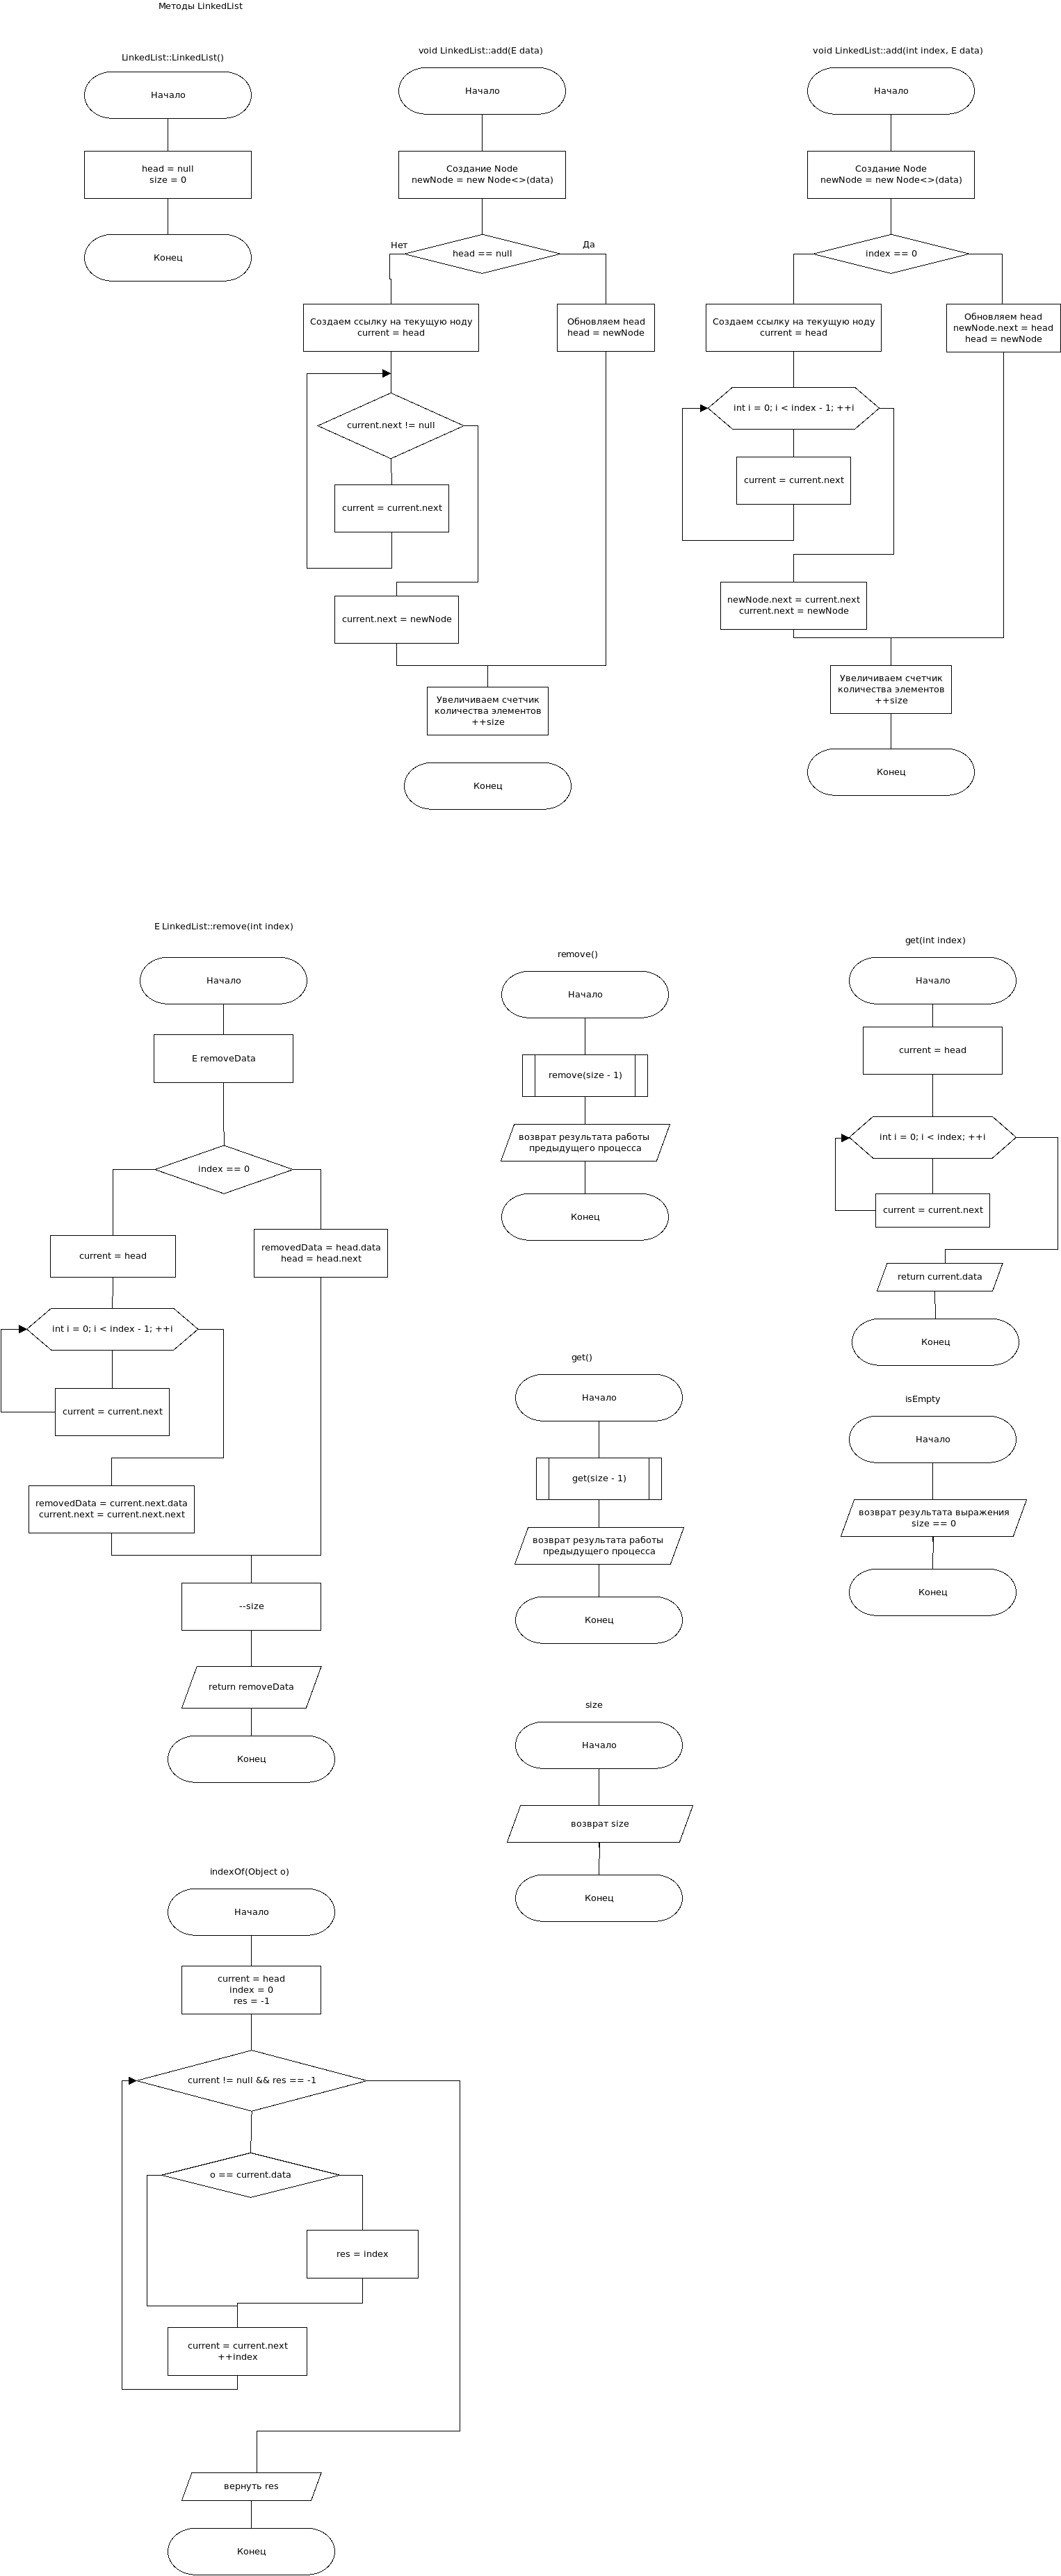 Методы LinkedList
LinkedList::LinkedList()
Начало
head = null
size = 0
Конец
void LinkedList::add(E data)
Начало
Создание Node
newNode = new Node<>(data)
head == null
Нет
Да
Создаем ссылку на текущую ноду
current = head
Обновляем head
head = newNode
current.next != null
current = current.next
current.next = newNode
Увеличиваем счетчик
количества элементов
++size
Конец
void LinkedList::add(int index, E data)
Начало
Создание Node
newNode = new Node<>(data)
index == 0
Создаем ссылку на текущую ноду
current = head
Обновляем head
newNode.next = head
head = newNode
int i = 0; i < index - 1; ++i
current = current.next
newNode.next = current.next
current.next = newNode
Увеличиваем счетчик
количества элементов
++size
Конец
E LinkedList::remove(int index)
Начало
E removeData
index == 0
current = head
removedData = head.data
head = head.next
int i = 0; i < index - 1; ++i
current = current.next
removedData = current.next.data
current.next = current.next.next
--size
return removeData
Конец
remove()
Начало
remove(size - 1)
возврат результата работы
предыдущего процесса
Конец
get(int index)
Начало
current = head
int i = 0; i < index; ++i
current = current.next
return current.data
Конец
get()
Начало
get(size - 1)
возврат результата работы
предыдущего процесса
Конец
isEmpty
Начало
возврат результата выражения
size == 0
Конец
size
Начало
возврат size
Конец
indexOf(Object o)
Начало
current = head
index = 0
res = -1
current != null && res == -1
o == current.data
res = index
current = current.next
++index
вернуть res
Конец